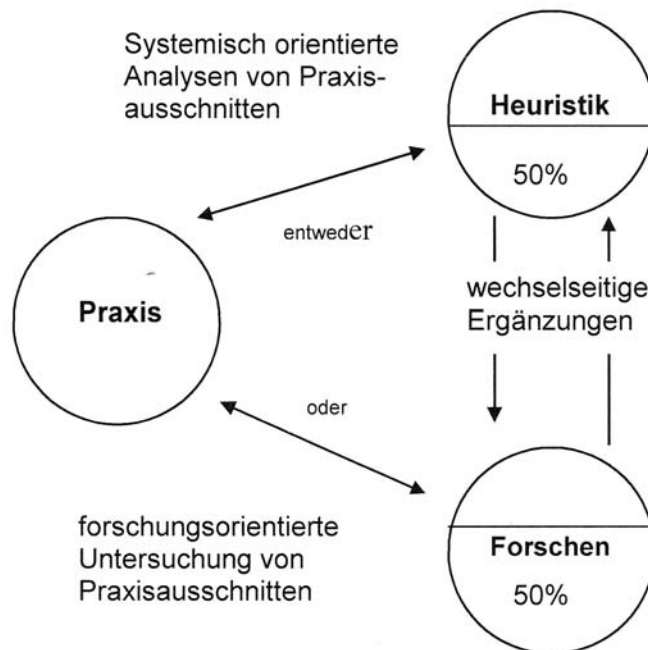 Systemisch orientierte
Analysen von Praxis-
ausschnitten
Heuristik
50%
entweder
Praxis
wechselseitige
Ergänzungen
oder
forschungsorientierte
Untersuchung von
Praxisausschnitten
Forschen
50%